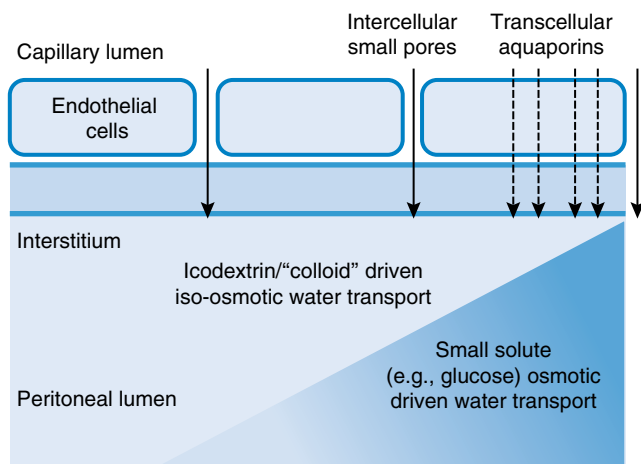 Intercellular
small pores
Transcellular
aquaporins
Capillary lumen
Endothelial
cells
Interstitium
Icodextrin/“colloid” driven
iso-osmotic water transport
Small solute
(e.g., glucose) osmotic
driven water transport
Peritoneal lumen